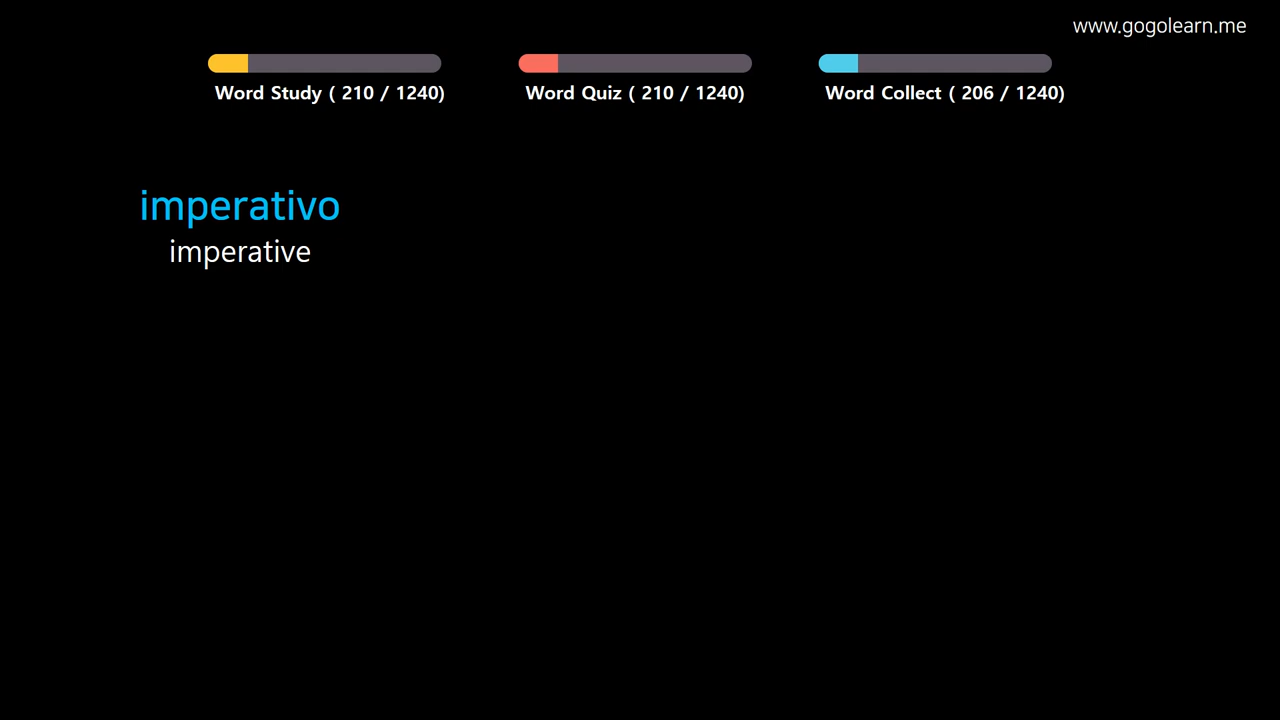 www.gogolearn.me
Word Study ( 210 / 1240)
Word Quiz ( 210 / 1240)
Word Collect ( 206 / 1240)
imperativo
imperative